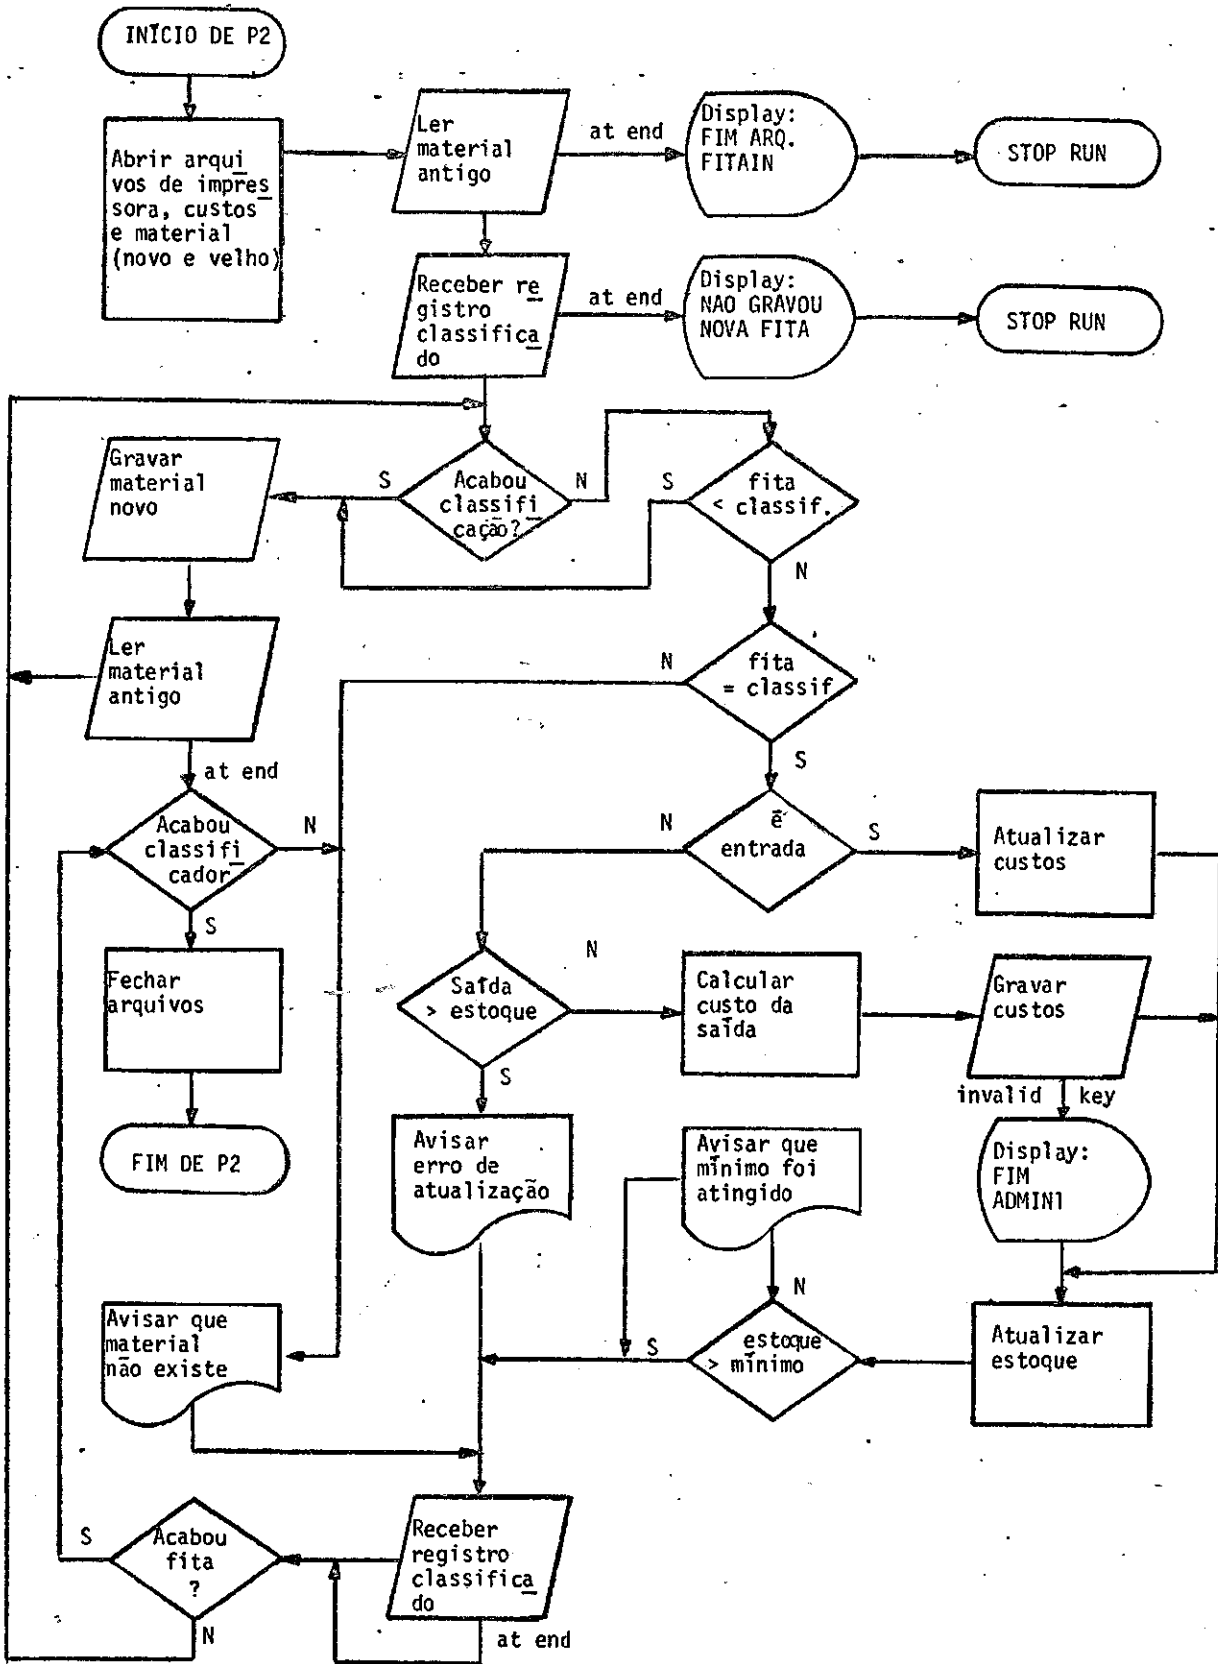 INÍCIO DE P2
Abrir arqui
vos de impres
sora, custos
e material
(novo e velho)
Ler
material
antigo
at end
Display:
FIM ARQ.
FITAIN
STOP RUN
Receber re
gistro
classifica
do
at end
Display:
NAO GRAVOU
NOVA FITA
STOP RUN
Gravar
material
novo
S
Acabou
classifi
cação?
N
S
fita
< classif.
N
Ler
material
antigo
N
fita
= classif
S
at end
Acabou
classifi
cador
N
N
é
entrada
S
Atualizar
custos
S
Fechar
arquivos
Saída
> estoque
N
Calcular
custo da
saída
Gravar
custos
S
invalid key
FIM DE P2
Avisar
erro de
atualização
Avisar que
mínimo foi
atingido
Display:
FIM
ADMIN1
N
Avisar que
material
não existe
S
estoque
> mínimo
Atualizar
estoque
S
Acabou
fita
?
N
Receber
registro
classifica
do
at end